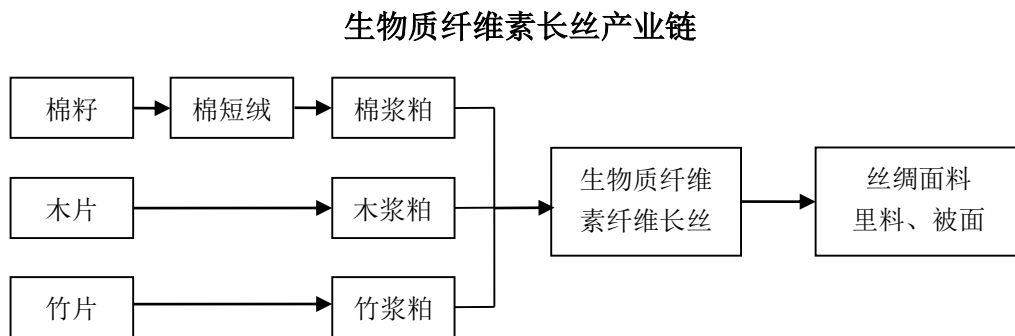 生物质纤维素长丝产业链
棉籽
棉短绒
棉浆粕
木片
木浆粕
竹片
竹浆粕
生物质纤维
素纤维长丝
丝绸面料
里料、被面